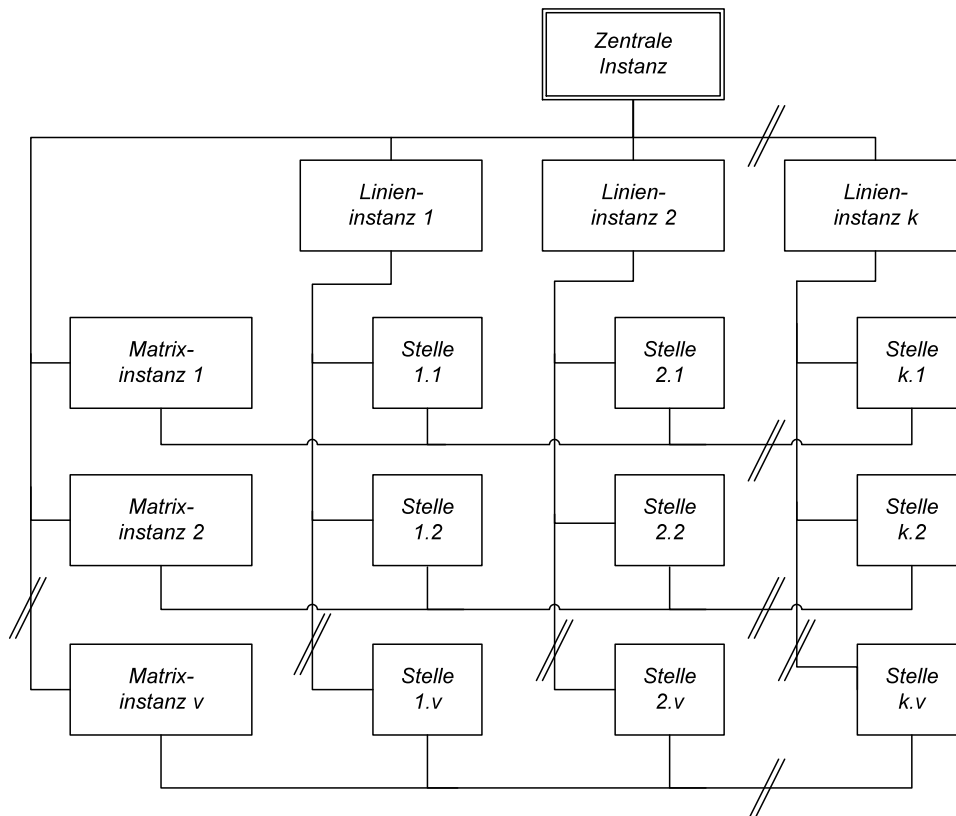 Zentrale
Instanz
Linien-
instanz 1
Linien-
instanz 2
Linien-
instanz k
Matrix-
instanz 1
Stelle
1.1
Stelle
2.1
Stelle
k.1
Matrix-
instanz 2
Stelle
1.2
Stelle
2.2
Stelle
k.2
Matrix-
instanz v
Stelle
1.v
Stelle
2.v
Stelle
k.v